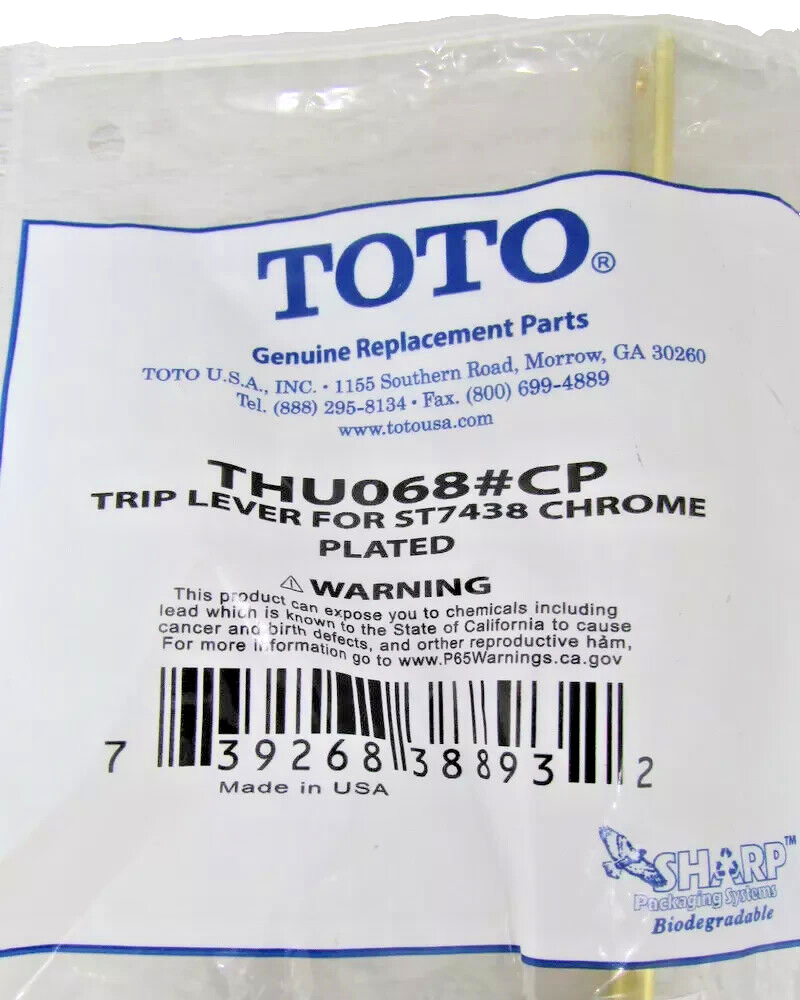 TOTO®
Genuine Replacement Parts
TOTO U.S.A., INC. • 1155 Southern Road, Morrow, GA 30260
Tel. (888) 295-8134 • Fax. (800) 699-4889
www.totousa.com
THU068#CP
TRIP LEVER FOR ST7438 CHROME
PLATED
⚠ WARNING
This product can expose you to chemicals including
lead which is known to the State of California to cause
cancer and birth defects, and orther reproductive ham,
For more information go to www.P65Warnings.ca.gov
7 39268 38893 2
Made in USA
SHARP™
Packaging Systems
Biodegradable